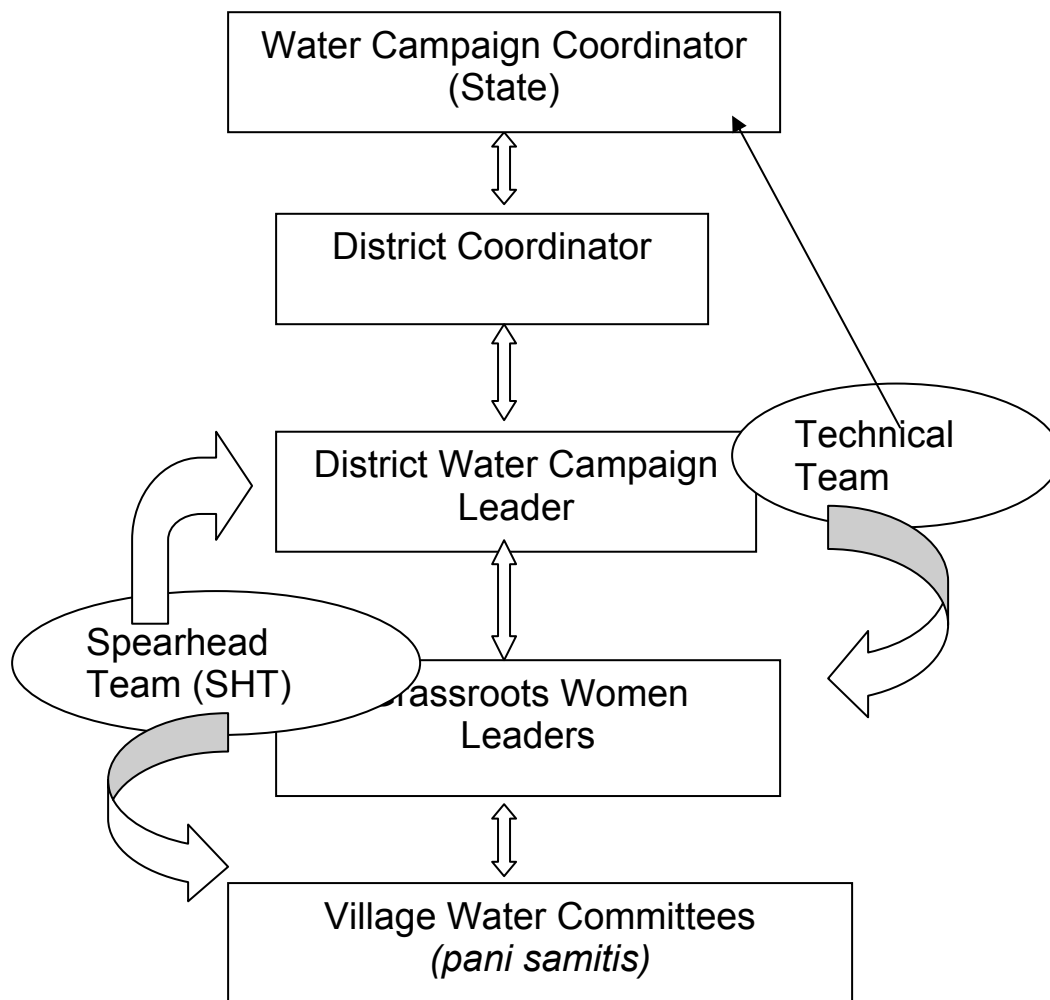 Water Campaign Coordinator
(State)
District Coordinator
District Water Campaign
Leader
Technical
Team
Spearhead
Team (SHT)
rassroots Women
Leaders
Village Water Committees
(pani samitis)